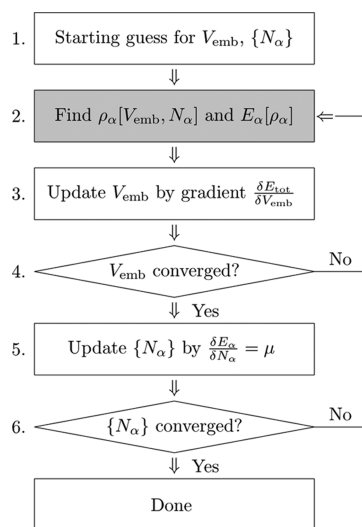 1. Starting guess for V_emb, {N_α}
⇓
2. Find ρ_α[V_emb, N_α] and E_α[ρ_α] ⇐
⇓
3. Update V_emb by gradient δE_tot/δV_emb
⇓
No
4. V_emb converged?
⇓ Yes
5. Update {N_α} by δE_α/δN_α = μ
⇓
No
6. {N_α} converged?
⇓ Yes
Done